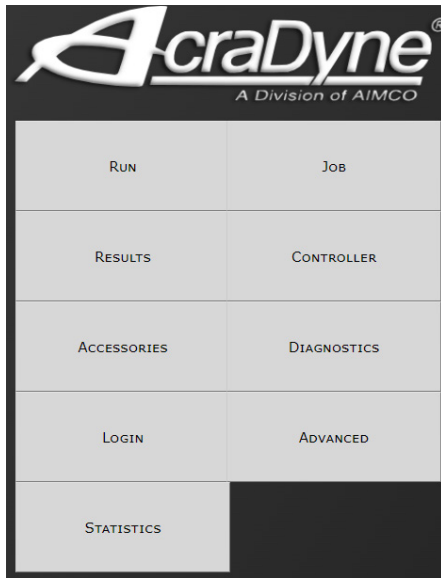 AcraDyne®
A Division of AIMCO
Run Job
Results Controller
Accessories Diagnostics
Login Advanced
Statistics